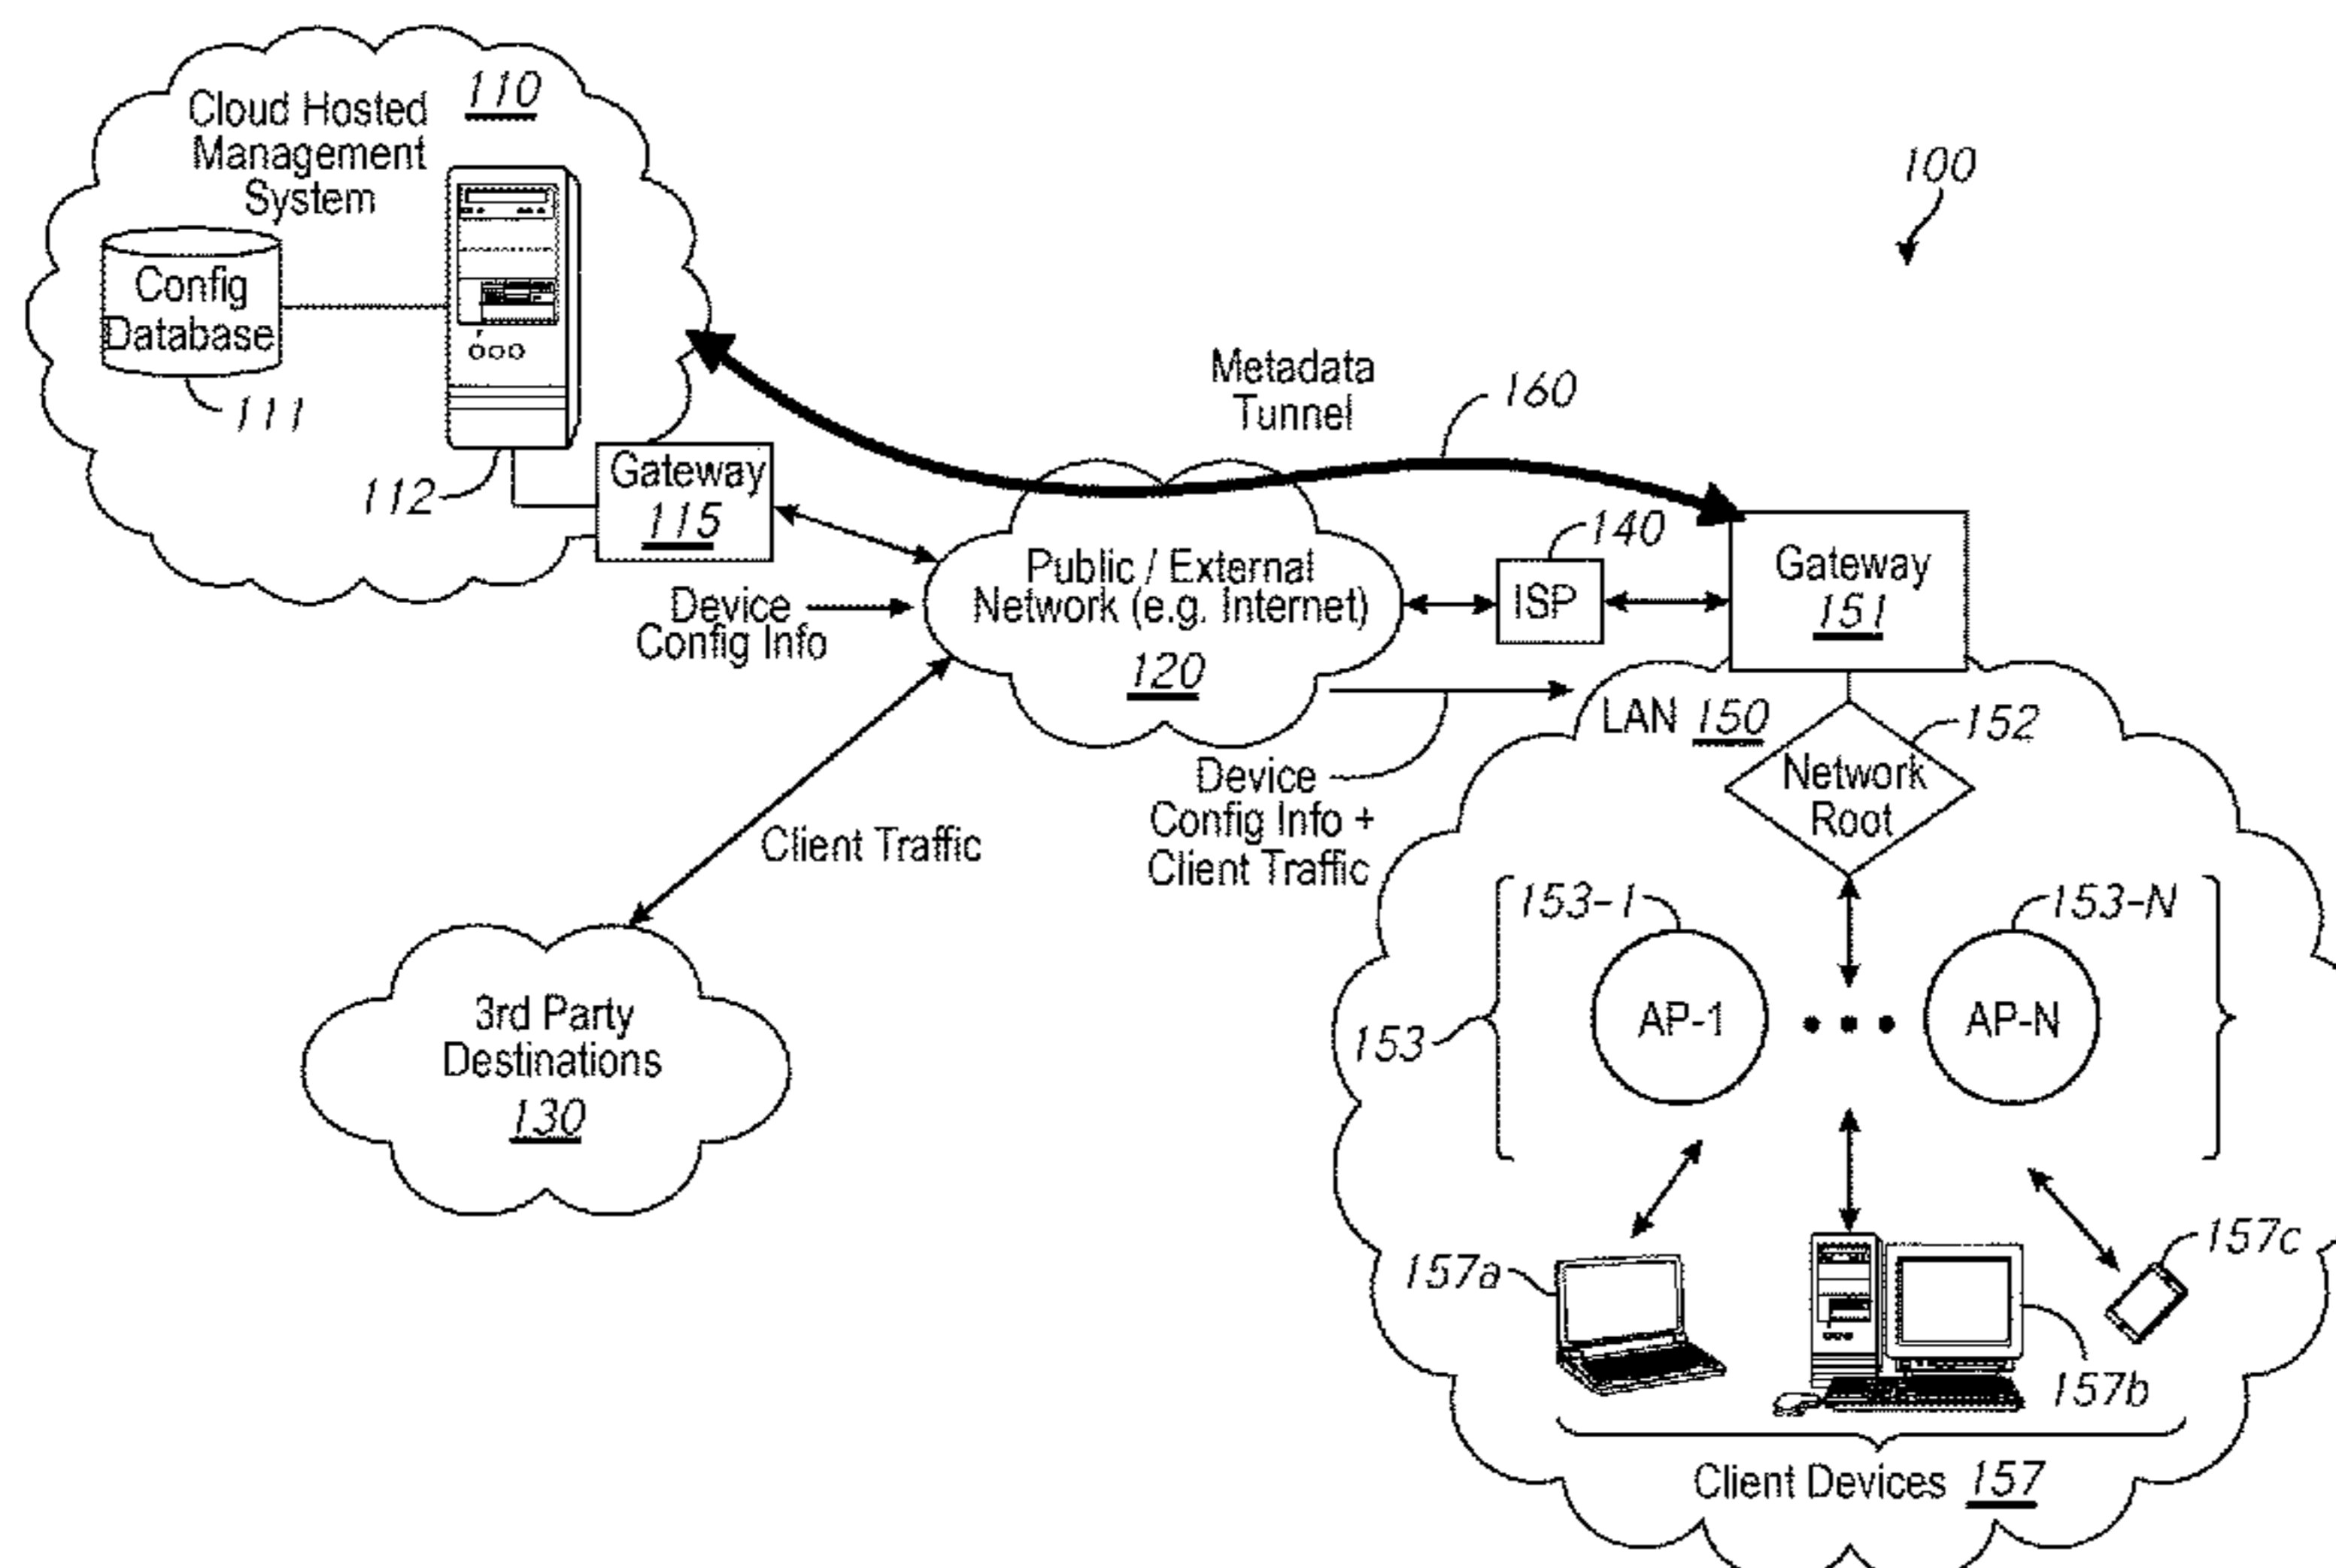 110
Cloud Hosted
Management
System
Config
Database
111
112
Gateway
115
100
Metadata
Tunnel
160
140
ISP
Gateway
151
Device
Config Info
Public / External
Network (e.g. Internet)
120
LAN 150
152
Network
Root
Device
Config Info +
Client Traffic
Client Traffic
3rd Party
Destinations
130
153-1
153-N
153
AP-1
AP-N
157a
157c
157b
Client Devices 157